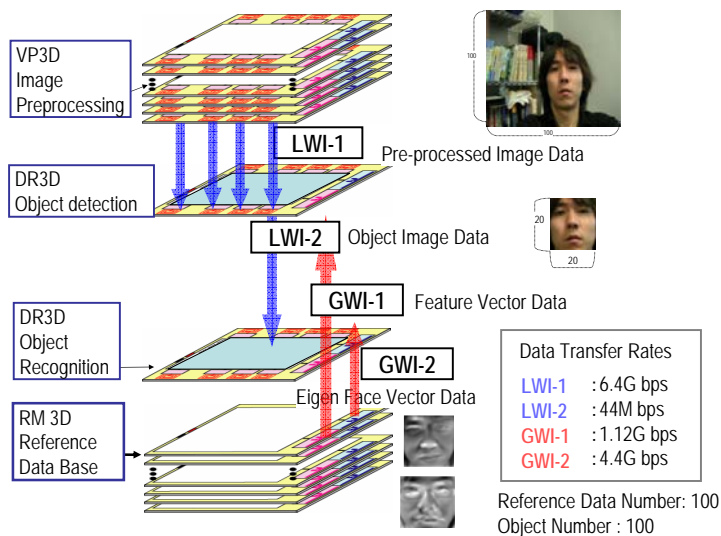 VP3D
Image
Preprocessing
100
100
LWI-1
Pre-processed Image Data
DR3D
Object detection
LWI-2
Object Image Data
20
20
GWI-1
Feature Vector Data
DR3D
Object
Recognition
GWI-2
Eigen Face Vector Data
RM 3D
Reference
Data Base
Data Transfer Rates
LWI-1 : 6.4G bps
LWI-2 : 44M bps
GWI-1 : 1.12G bps
GWI-2 : 4.4G bps
Reference Data Number: 100
Object Number : 100